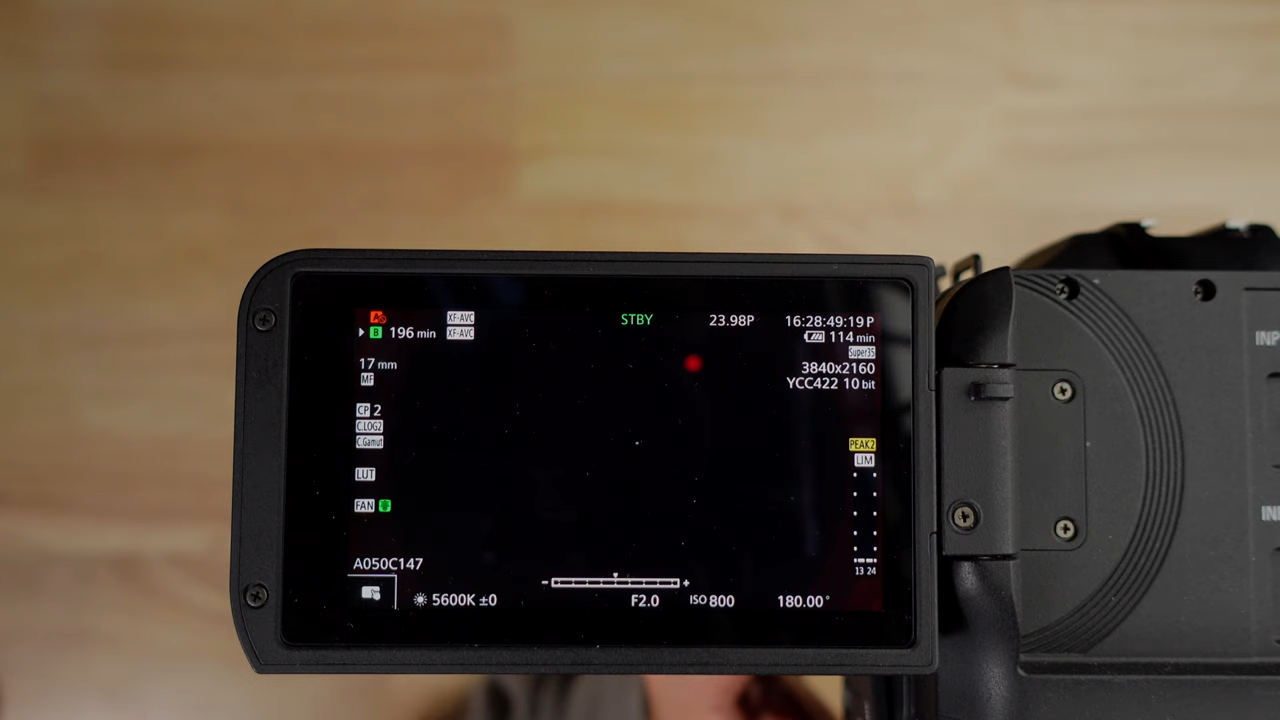 A XF-AVC STBY 23.98P 16:28:49:19 P
B 196 min XF-AVC 114 min
Super35
17 mm 3840x2160
MF YCC422 10 bit
CP 2
C.LOG2
C.Gamut PEAK2
LIM
LUT
FAN
A050C147 13 24
- +
5600K ±0 F2.0 ISO 800 180.00°
INP
IN